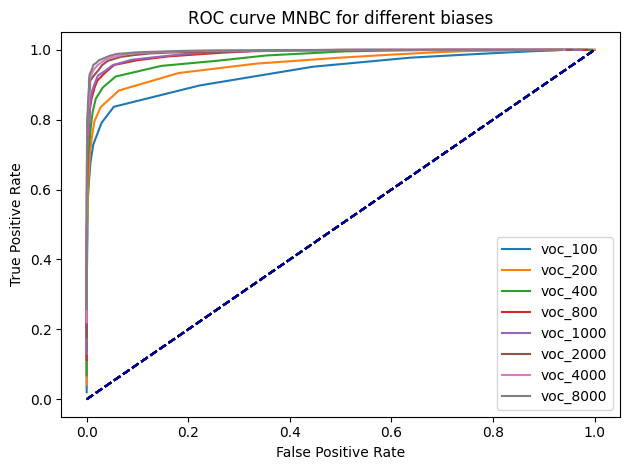 ROC curve MNBC for different biases
True Positive Rate
1.0
0.8
0.6
0.4
0.2
0.0
voc_100
voc_200
voc_400
voc_800
voc_1000
voc_2000
voc_4000
voc_8000
0.0 0.2 0.4 0.6 0.8 1.0
False Positive Rate